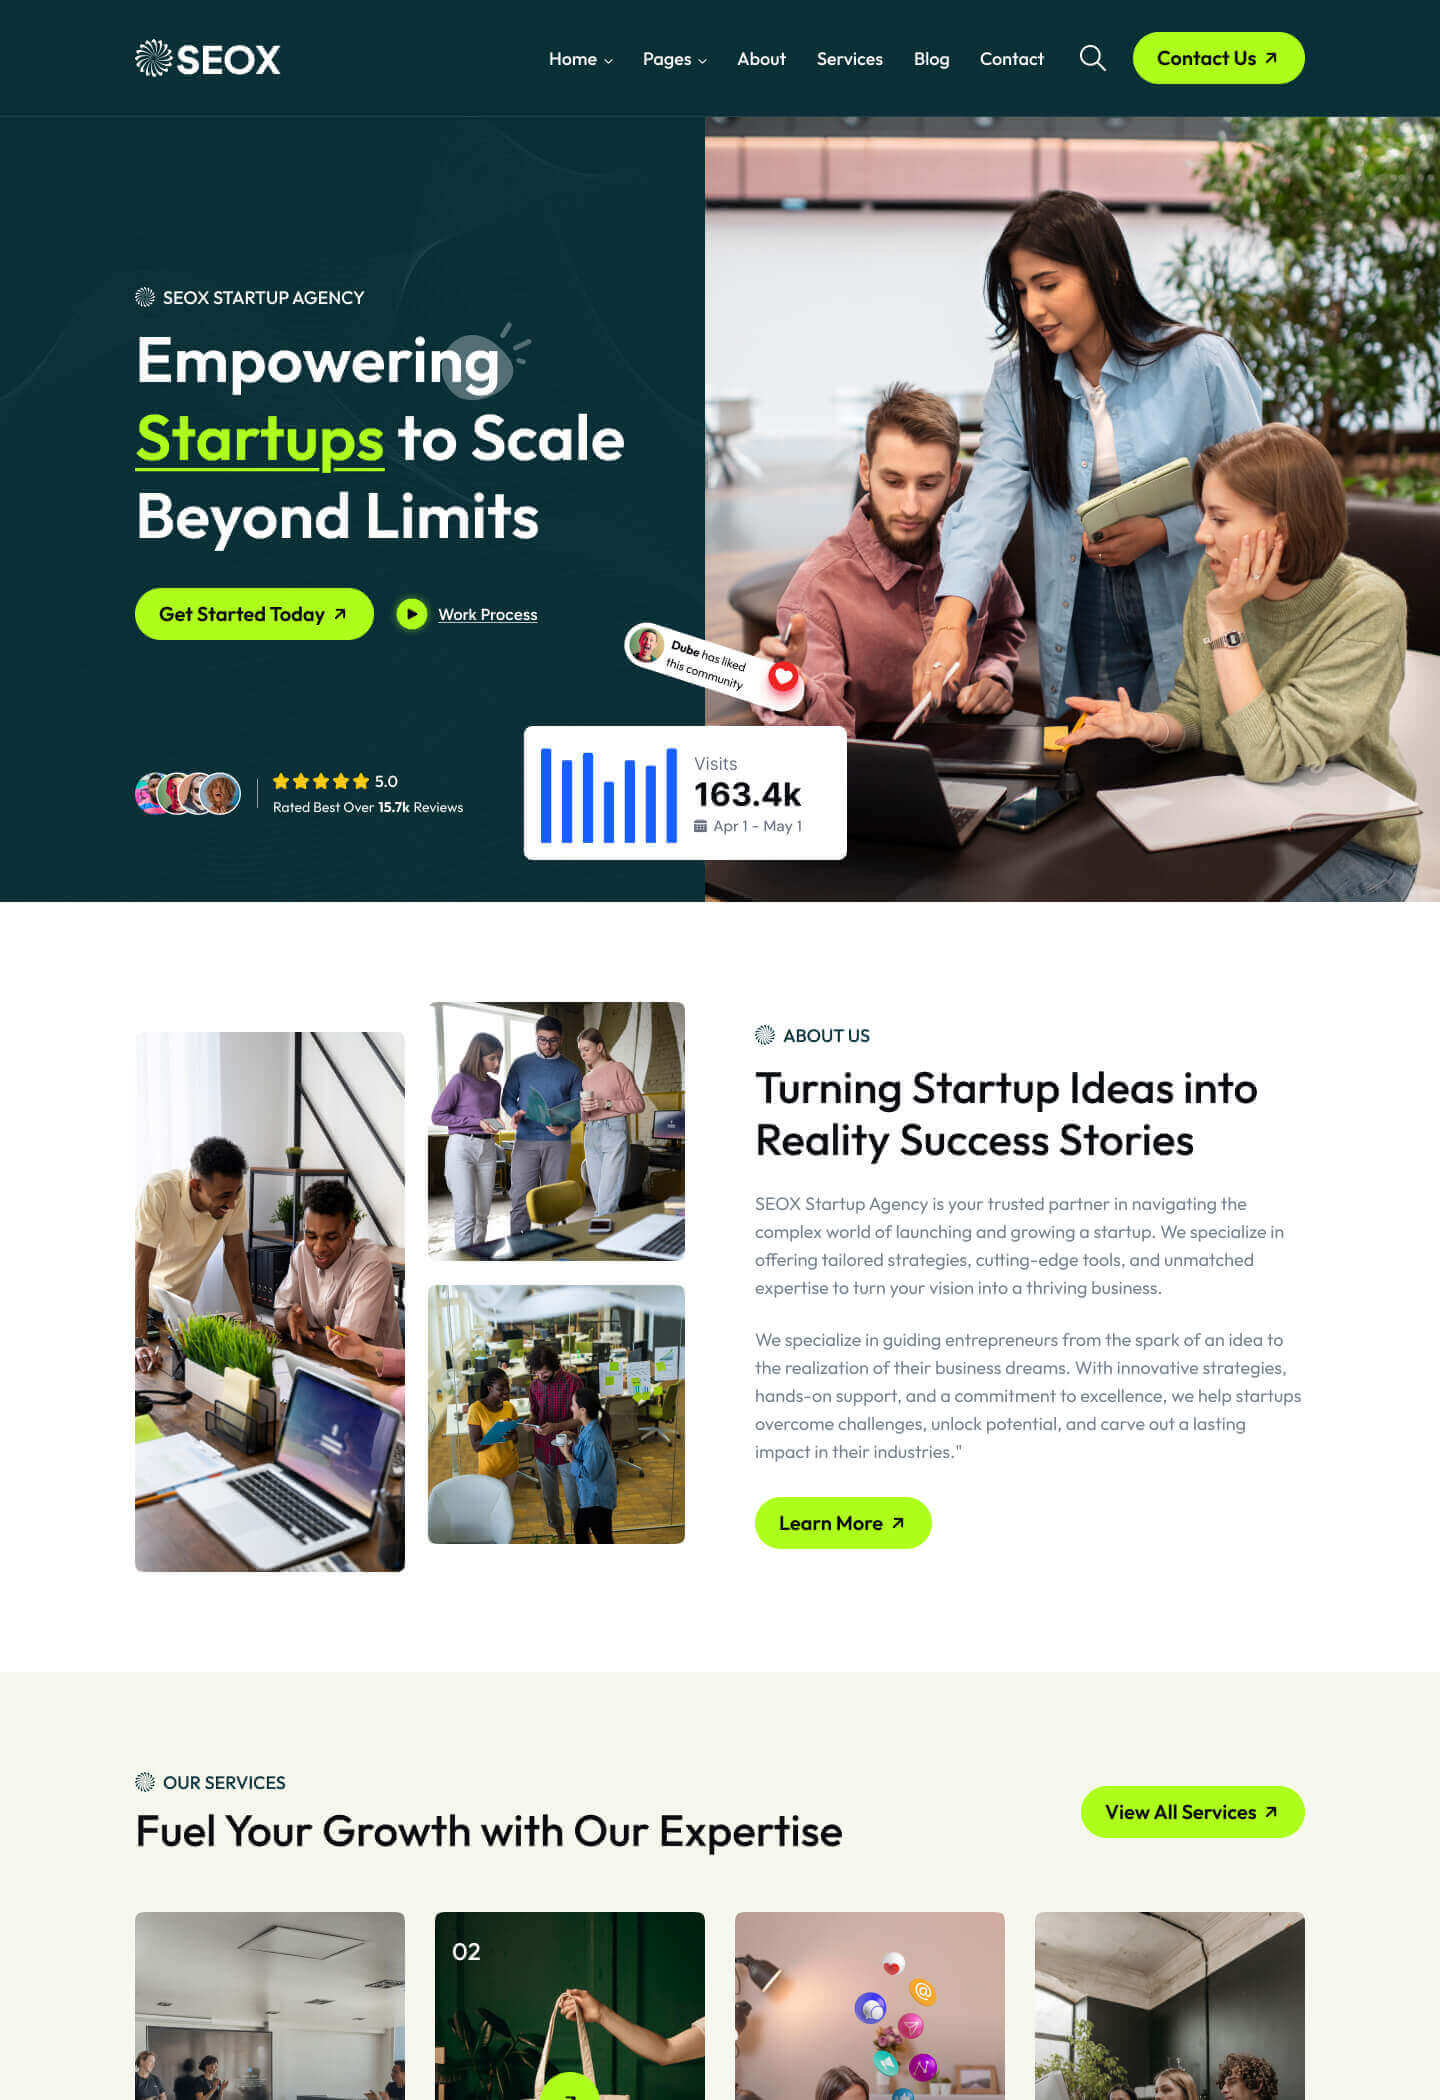 SEOX
Home
Pages
About
Services
Blog
Contact
Contact Us
SEOX STARTUP AGENCY
Empowering
Startups to Scale
Beyond Limits
Get Started Today
Work Process
Dube has liked
this community
5.0
Rated Best Over 15.7k Reviews
Visits
163.4k
Apr 1 - May 1
ABOUT US
Turning Startup Ideas into
Reality Success Stories
SEOX Startup Agency is your trusted partner in navigating the
complex world of launching and growing a startup. We specialize in
offering tailored strategies, cutting-edge tools, and unmatched
expertise to turn your vision into a thriving business.
We specialize in guiding entrepreneurs from the spark of an idea to
the realization of their business dreams. With innovative strategies,
hands-on support, and a commitment to excellence, we help startups
overcome challenges, unlock potential, and carve out a lasting
impact in their industries."
Learn More
OUR SERVICES
Fuel Your Growth with Our Expertise
View All Services
02